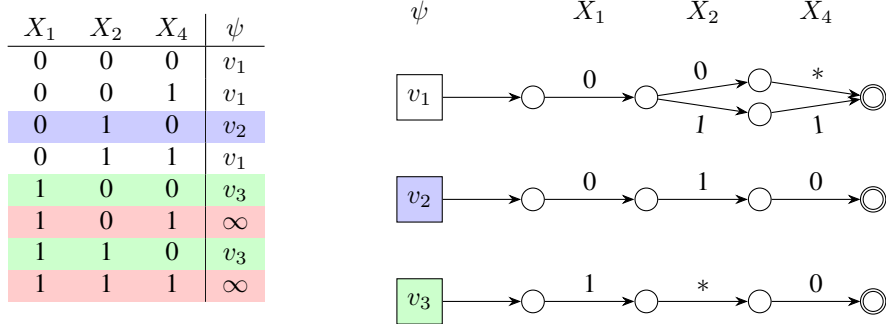 X₁ X₂ X₄ ψ
0 0 0 v₁
0 0 1 v₁
0 1 0 v₂
0 1 1 v₁
1 0 0 v₃
1 0 1 ∞
1 1 0 v₃
1 1 1 ∞
ψ X₁ X₂ X₄
v₁ 0 0 *
1 1
v₂ 0 1 0
v₃ 1 * 0